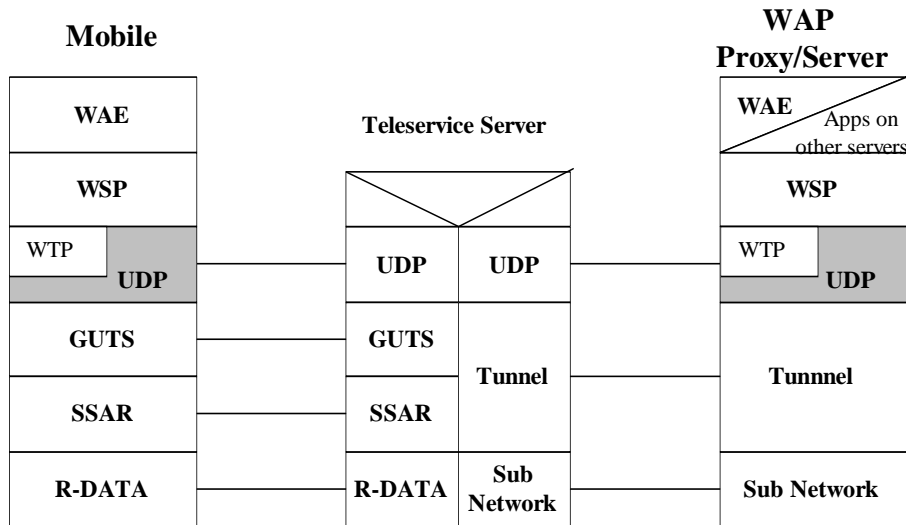 Mobile
WAE
WSP
WTP
UDP
GUTS
SSAR
R-DATA
Teleservice Server
UDP
UDP
GUTS
Tunnel
SSAR
R-DATA
Sub
Network
WAP
Proxy/Server
WAE
Apps on
other servers
WSP
WTP
UDP
Tunnnel
Sub Network